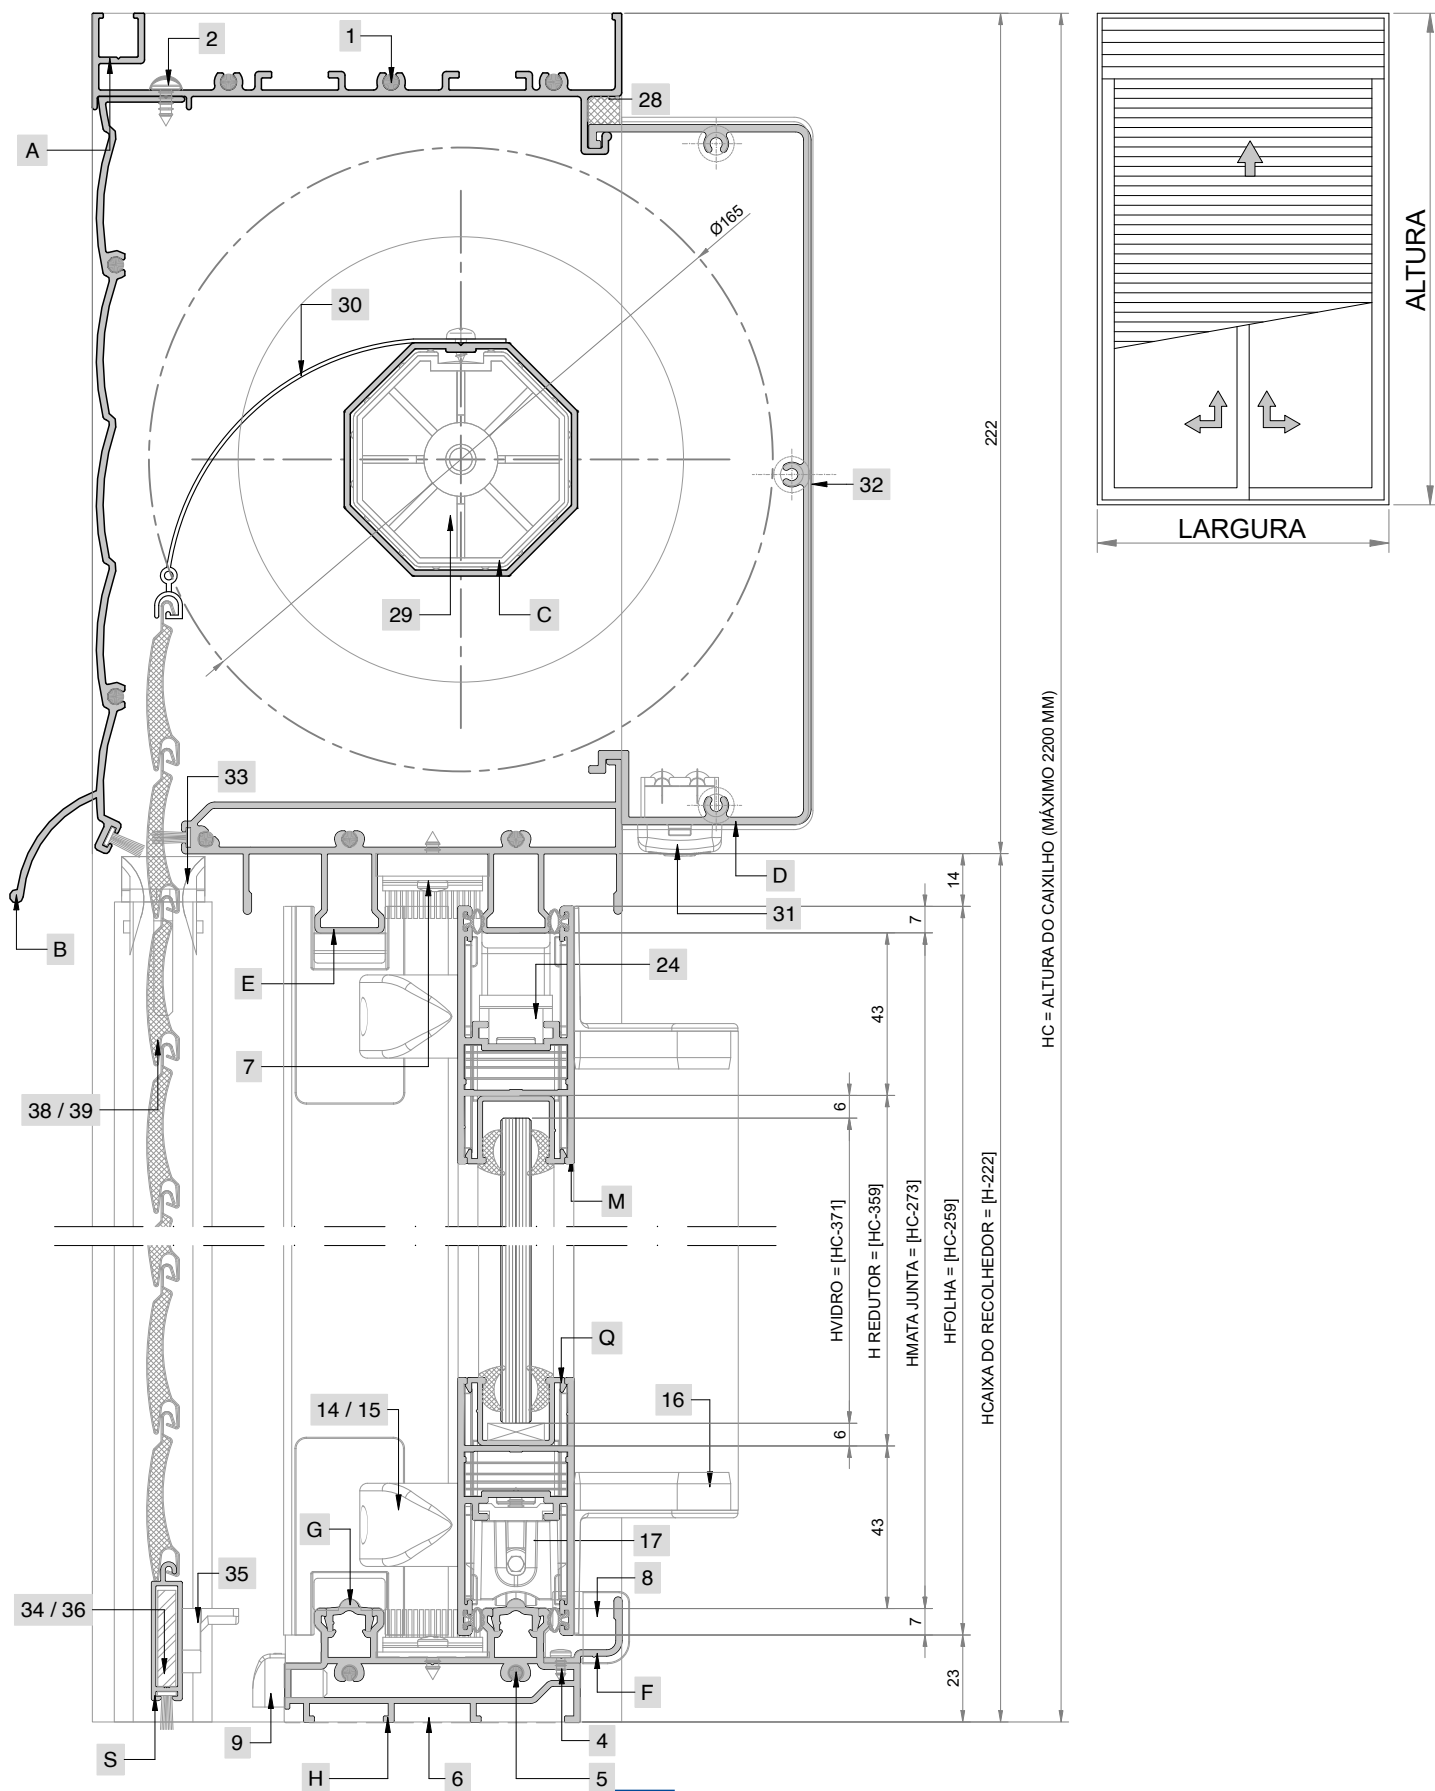 2
1
28
A
Ø165
30
222
32
29
C
HC = ALTURA DO CAIXILHO (MÁXIMO 2200 MM)
ALTURA
LARGURA
33
D
31
14
7
B
E
24
7
43
38 / 39
6
M
HVIDRO = [HC-371]
H REDUTOR = [HC-359]
HMATA JUNTA = [HC-273]
HFOLHA = [HC-259]
HCAIXA DO RECOLHEDOR = [H-222]
Q
14 / 15
16
6
G
17
43
35
8
34 / 36
7
F
23
9
4
S
H
6
5